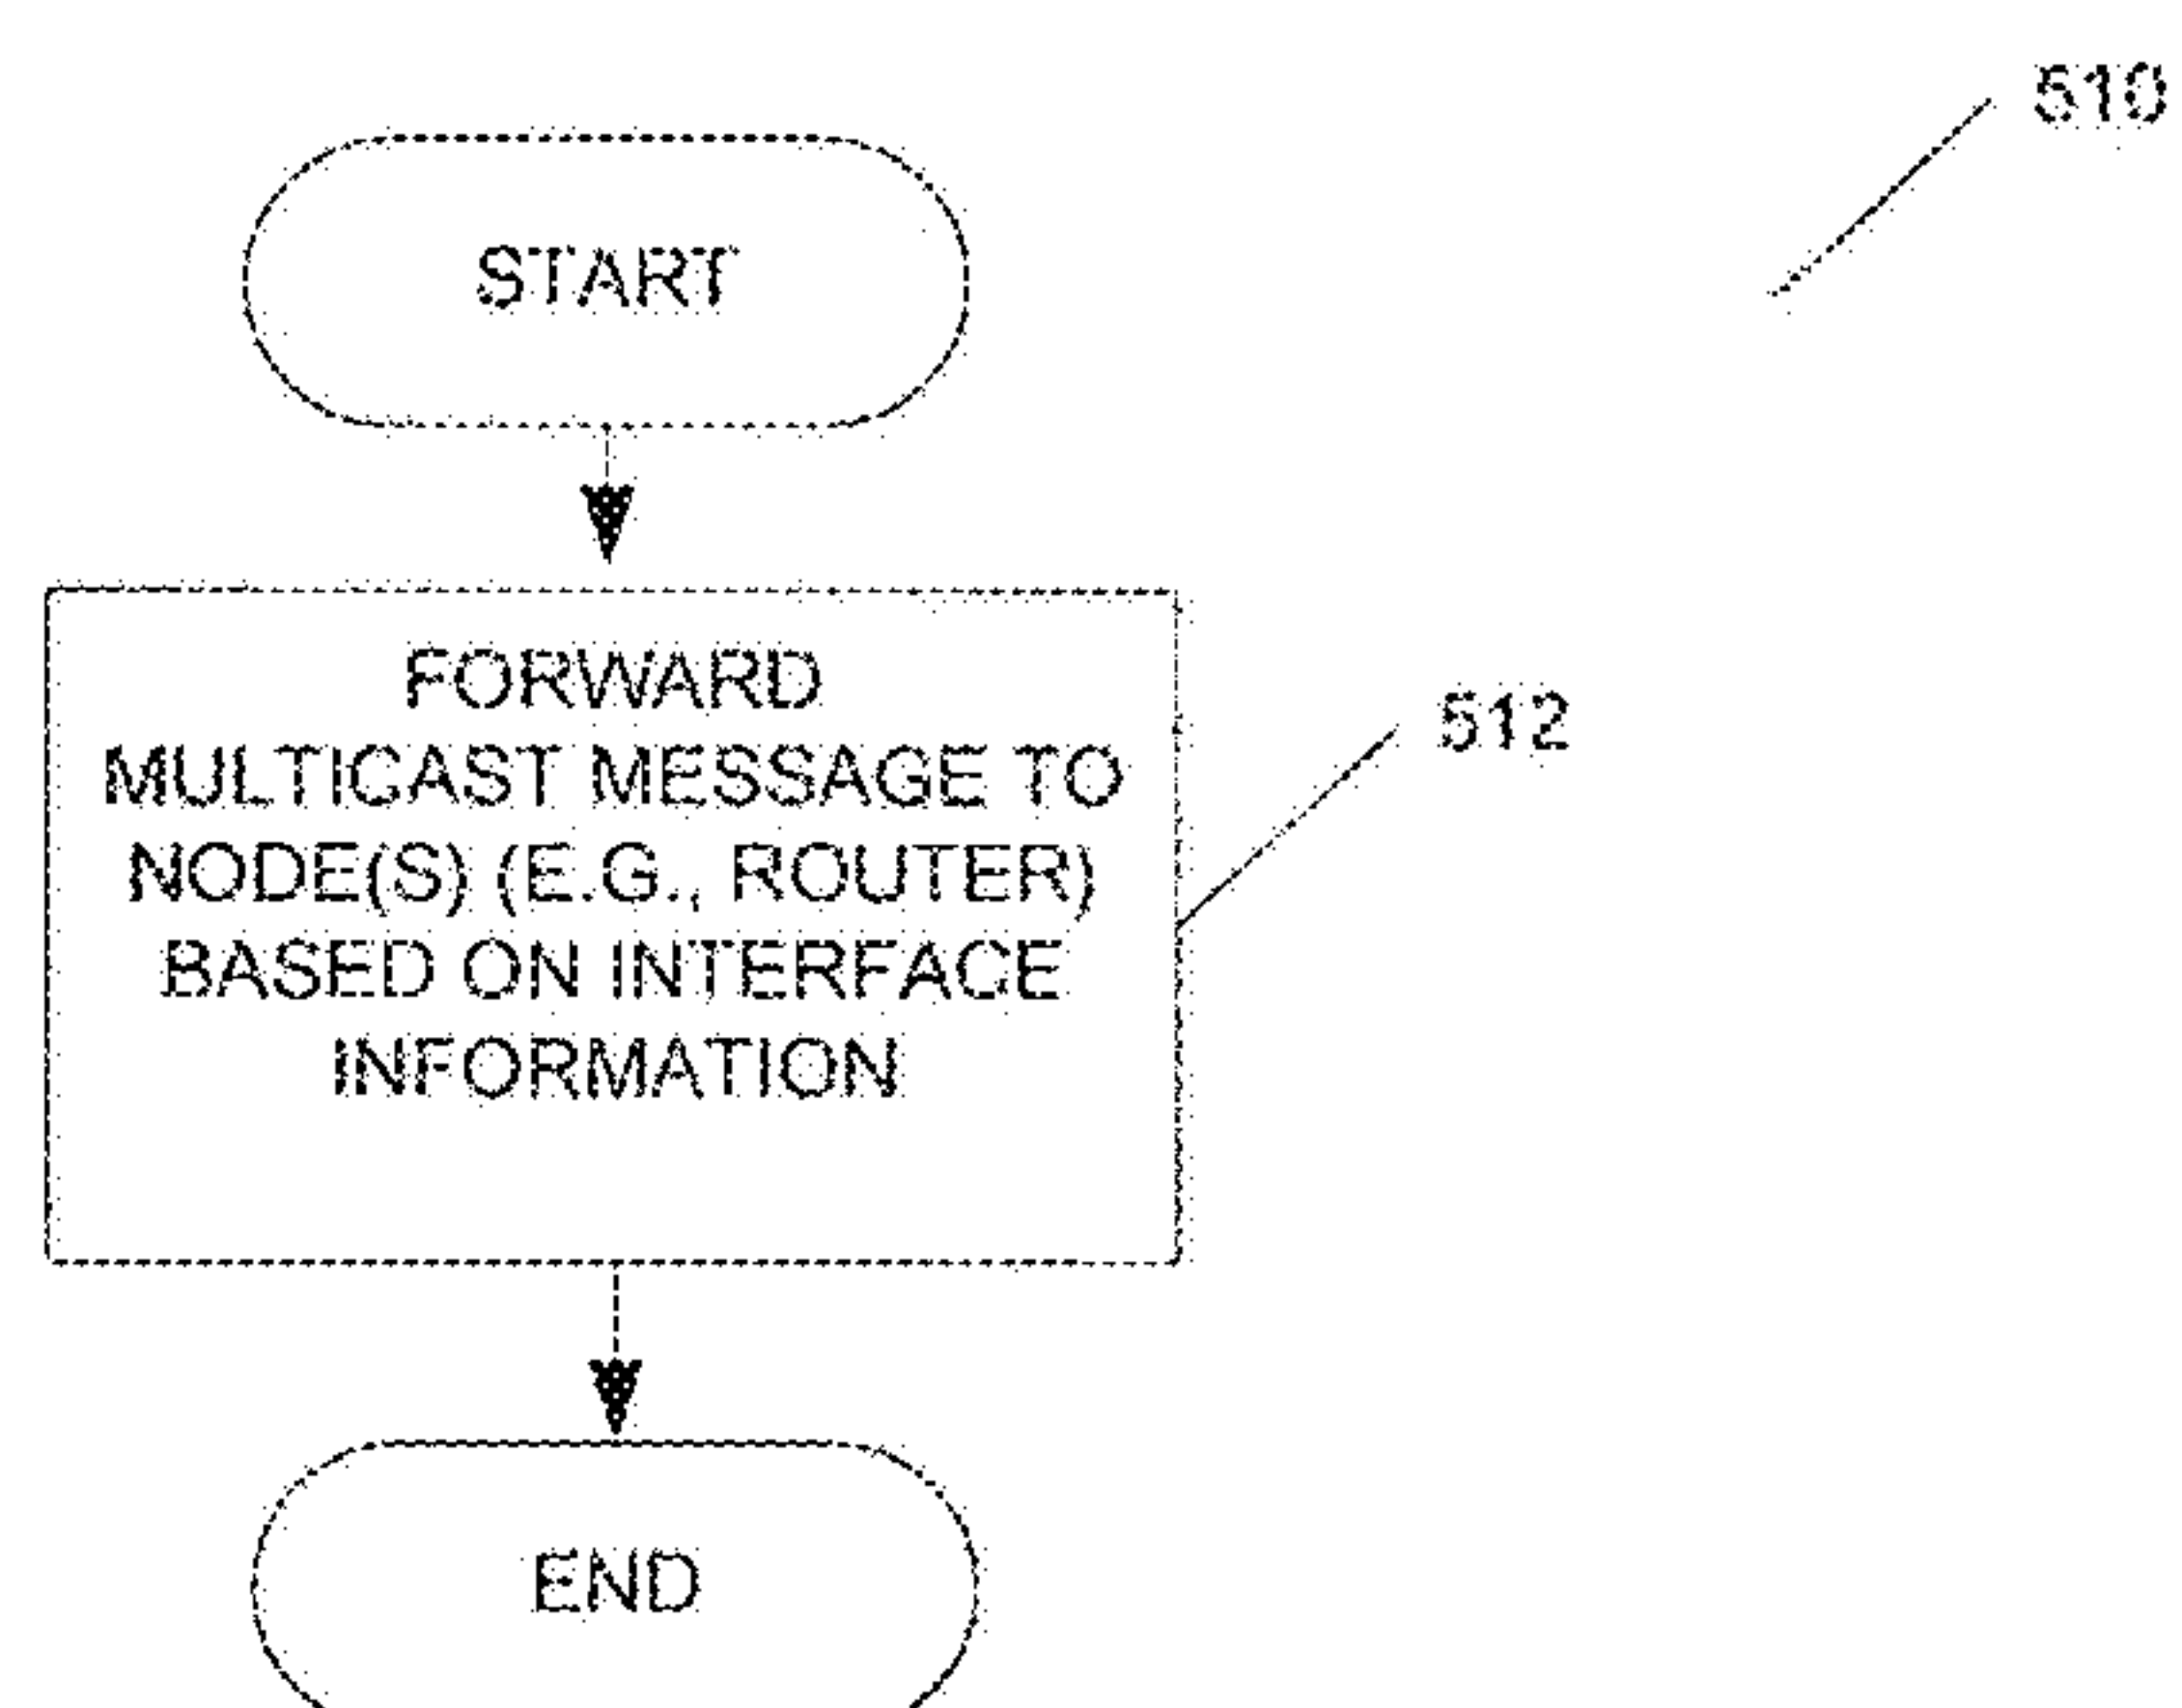 510
START
FORWARD
MULTICAST MESSAGE TO
NODE(S) (E.G., ROUTER)
BASED ON INTERFACE
INFORMATION
512
END